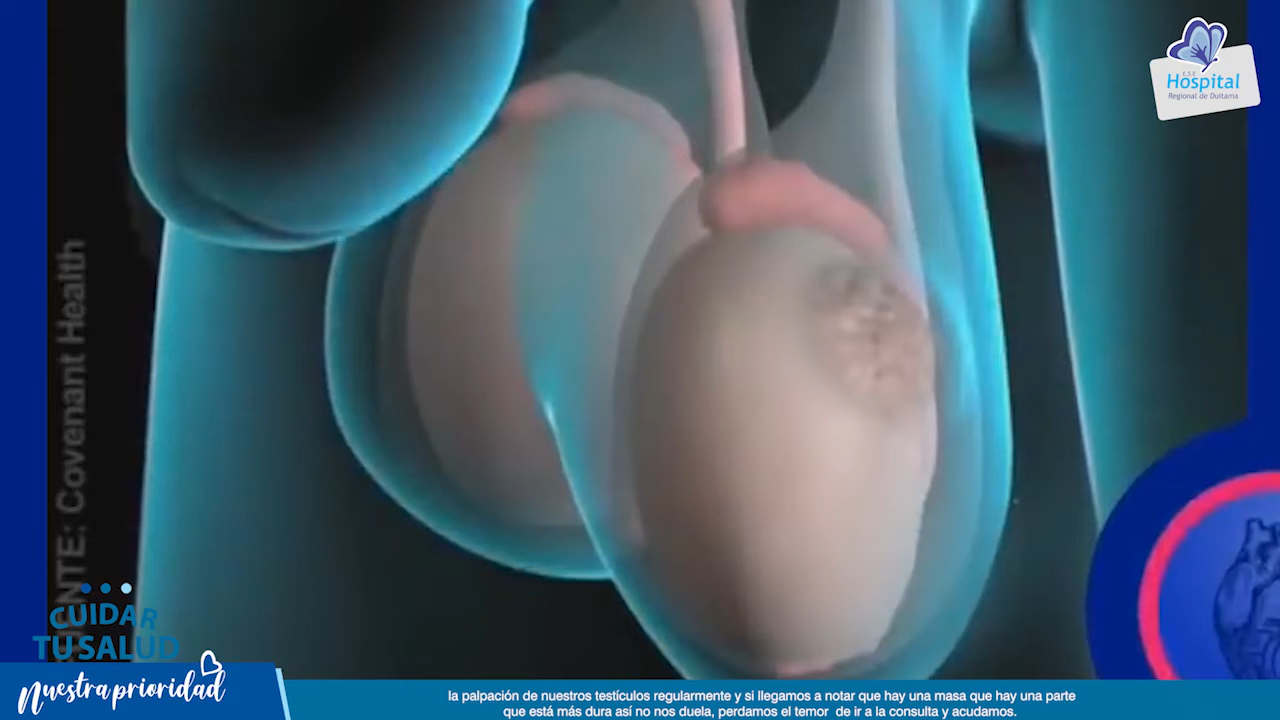 E.S.E.
Hospital
Regional de Duitama
FUENTE: Covenant Health
CUIDAR
TU SALUD
Nuestra prioridad
la palpación de nuestros testículos regularmente y si llegamos a notar que hay una masa que hay una parte
que está más dura así no nos duela, perdamos el temor de ir a la consulta y acudamos.